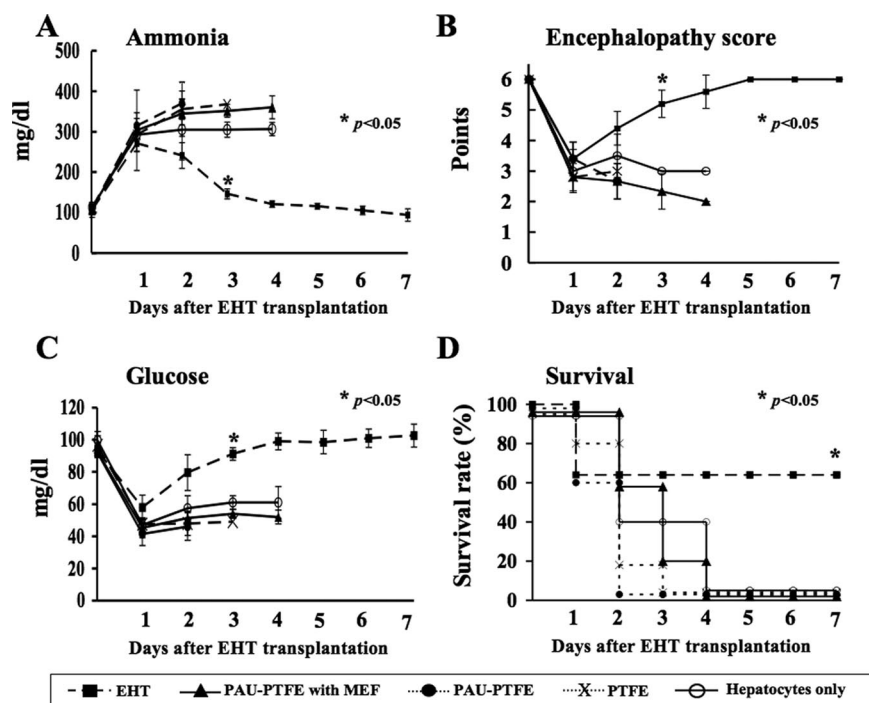 A Ammonia
mg/dl
500
400
300
200
100
0
* p<0.05
*
1 2 3 4 5 6 7
Days after EHT transplantation
B Encephalopathy score
Points
6
5
4
3
2
1
0
*
* p<0.05
1 2 3 4 5 6 7
Days after EHT transplantation
C Glucose
mg/dl
120
100
80
60
40
20
0
*
* p<0.05
1 2 3 4 5 6 7
Days after EHT transplantation
D Survival
Survival rate (%)
100
80
60
40
20
0
* p<0.05
*
1 2 3 4 5 6 7
Days after EHT transplantation
EHT PAU-PTFE with MEF PAU-PTFE PTFE Hepatocytes only